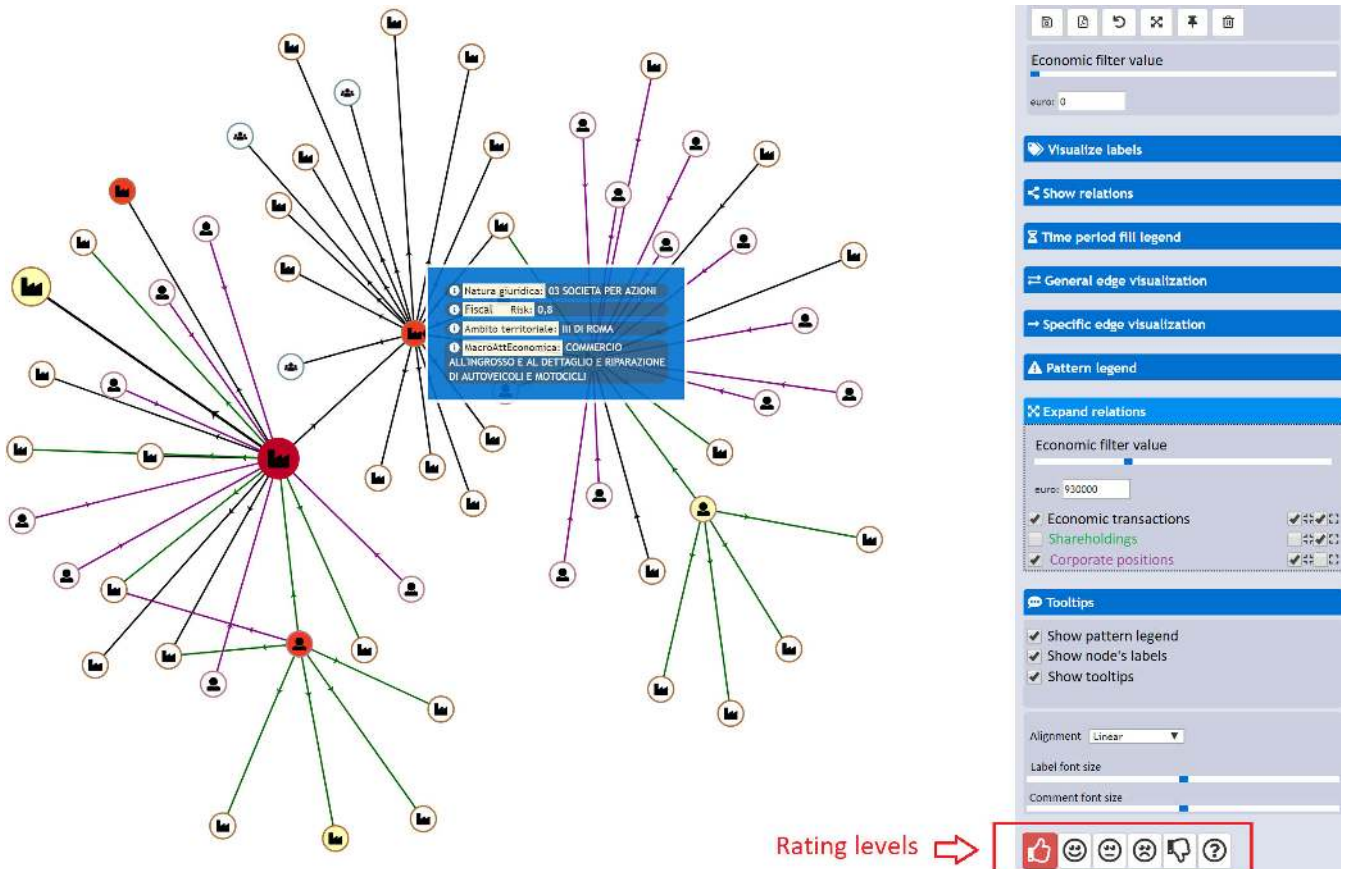 Economic filter value
euro: 0
Visualize labels
Show relations
Time period fill legend
General edge visualization
Specific edge visualization
Pattern legend
Expand relations
Economic filter value
euro: 930000
Economic transactions
Shareholdings
Corporate positions
Tooltips
Show pattern legend
Show node's labels
Show tooltips
Alignment Linear
Label font size
Comment font size
Natura giuridica: 03 SOCIETA PER AZIONI
Fiscal Risk: 0,8
Ambito territoriale: III DI ROMA
MacroAttEconomica: COMMERCIO
ALL'INGROSSO E AL DETTAGLIO E RIPARAZIONE
DI AUTOVEICOLI E MOTOCICLI
Rating levels